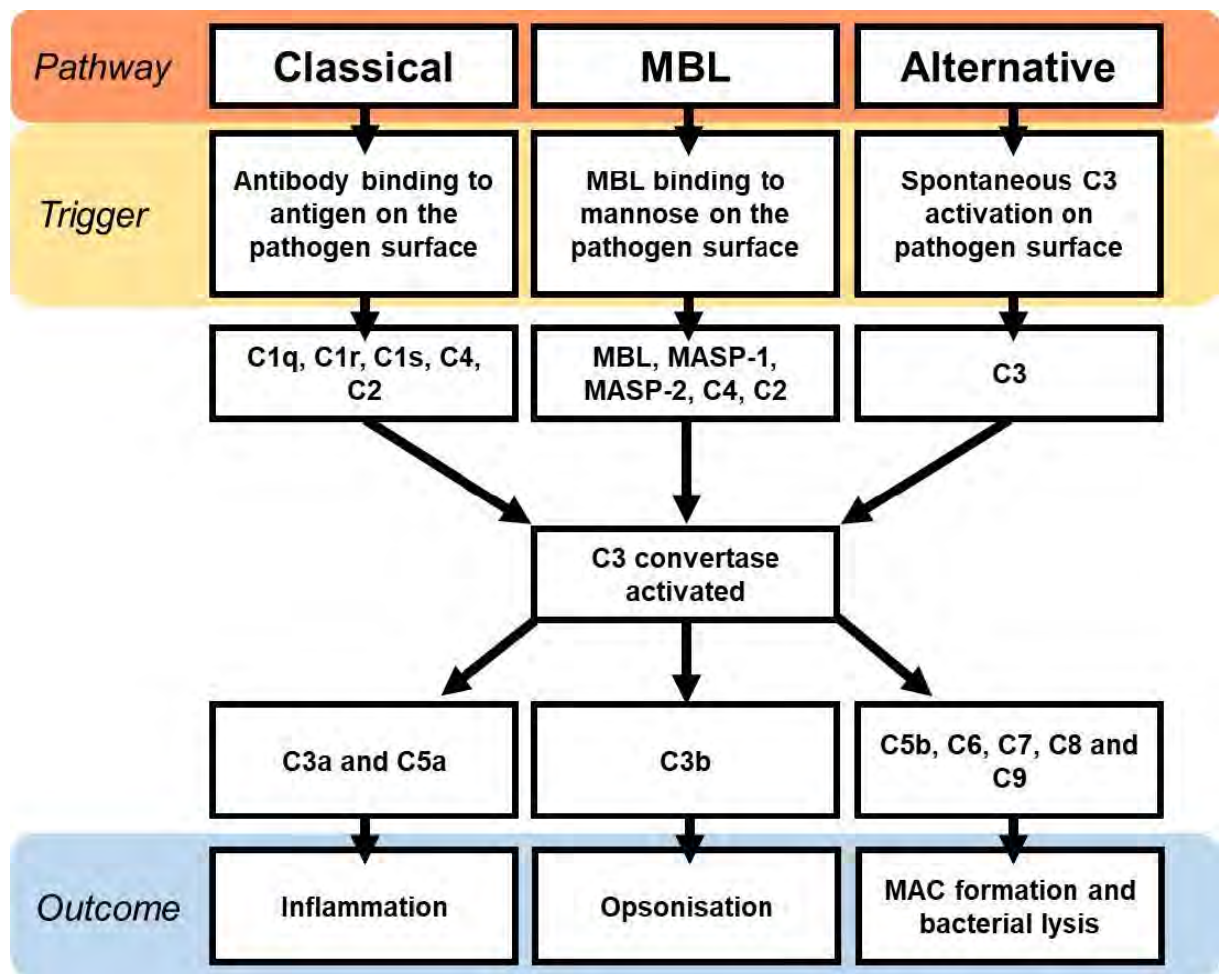 Pathway
Classical
MBL
Alternative
Trigger
Antibody binding to
antigen on the
pathogen surface
MBL binding to
mannose on the
pathogen surface
Spontaneous C3
activation on
pathogen surface
C1q, C1r, C1s, C4,
C2
MBL, MASP-1,
MASP-2, C4, C2
C3
C3 convertase
activated
C3a and C5a
C3b
C5b, C6, C7, C8 and
C9
Outcome
Inflammation
Opsonisation
MAC formation and
bacterial lysis